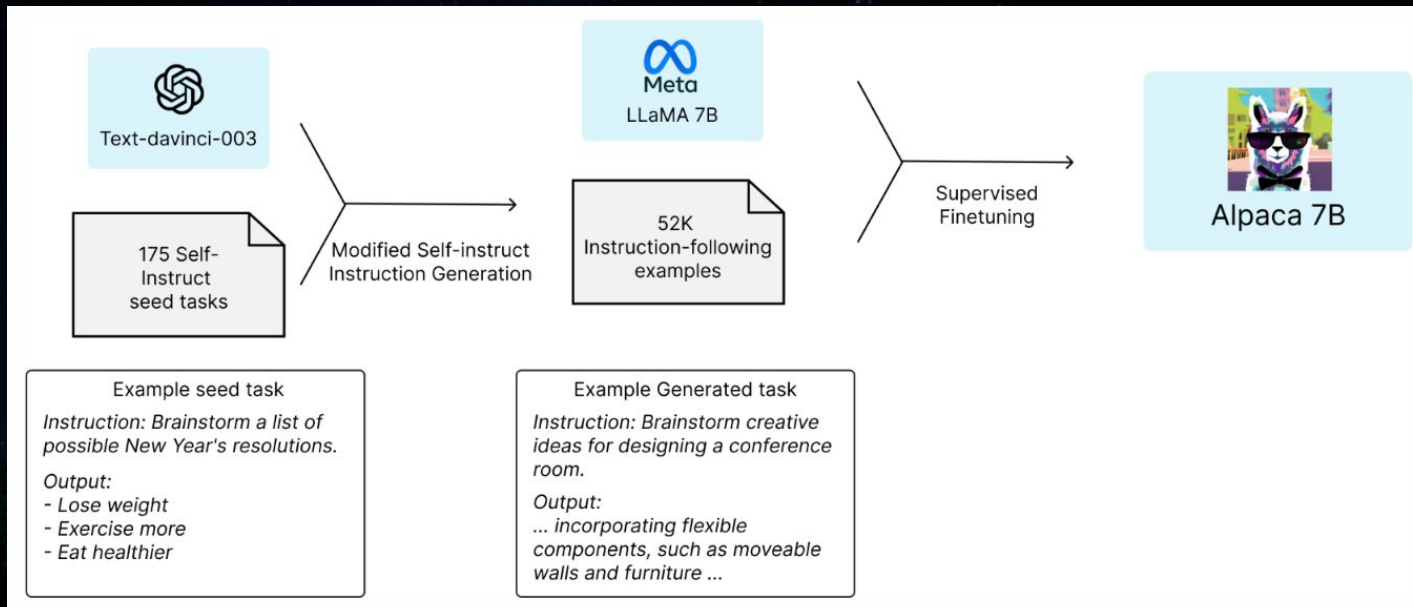 Text-davinci-003
175 Self-
Instruct
seed tasks
Modified Self-instruct
Instruction Generation
Meta
LLaMA 7B
52K
Instruction-following
examples
Supervised
Finetuning
Alpaca 7B
Example seed task
Instruction: Brainstorm a list of
possible New Year's resolutions.
Output:
- Lose weight
- Exercise more
- Eat healthier
Example Generated task
Instruction: Brainstorm creative
ideas for designing a conference
room.
Output:
... incorporating flexible
components, such as moveable
walls and furniture ...